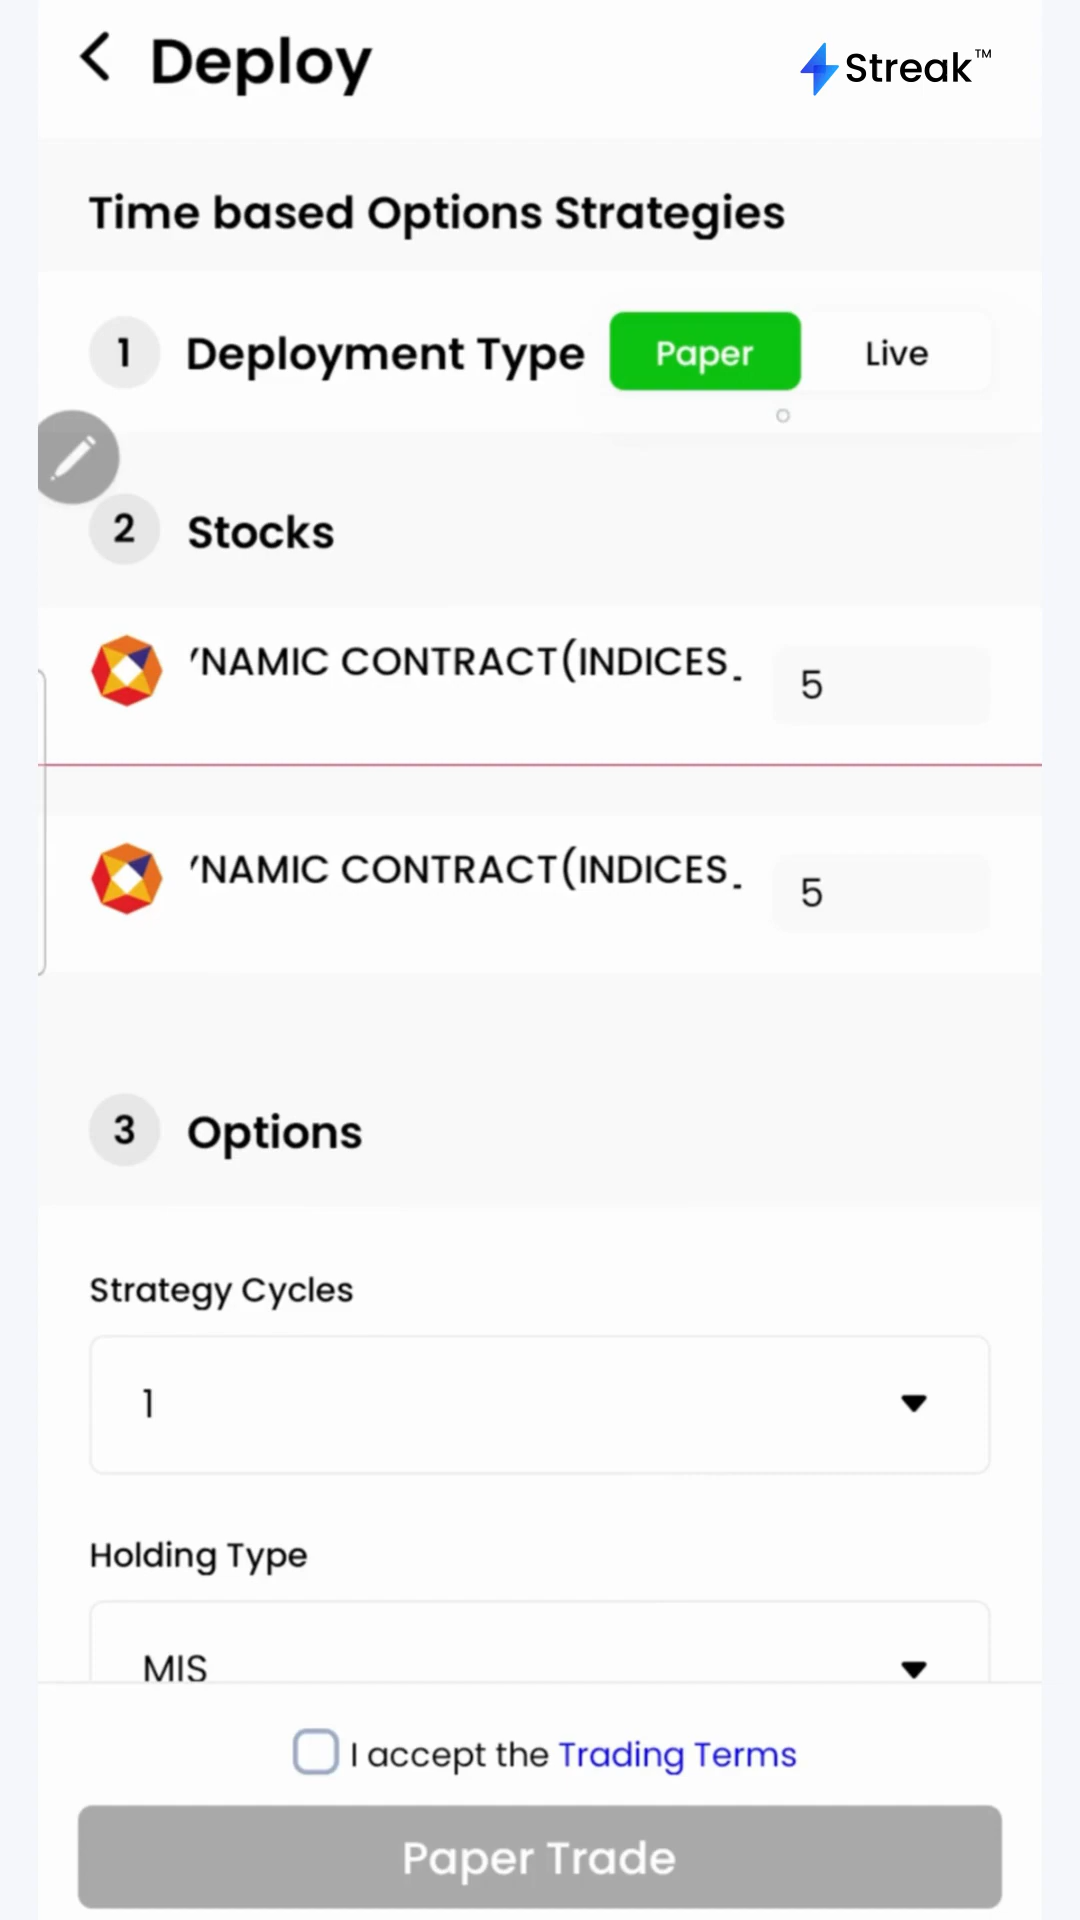 Deploy
Streak™
Time based Options Strategies
1 Deployment Type Paper Live
2 Stocks
NAMIC CONTRACT(INDICES_ 5
NAMIC CONTRACT(INDICES_ 5
3 Options
Strategy Cycles
1
Holding Type
MIS
I accept the Trading Terms
Paper Trade